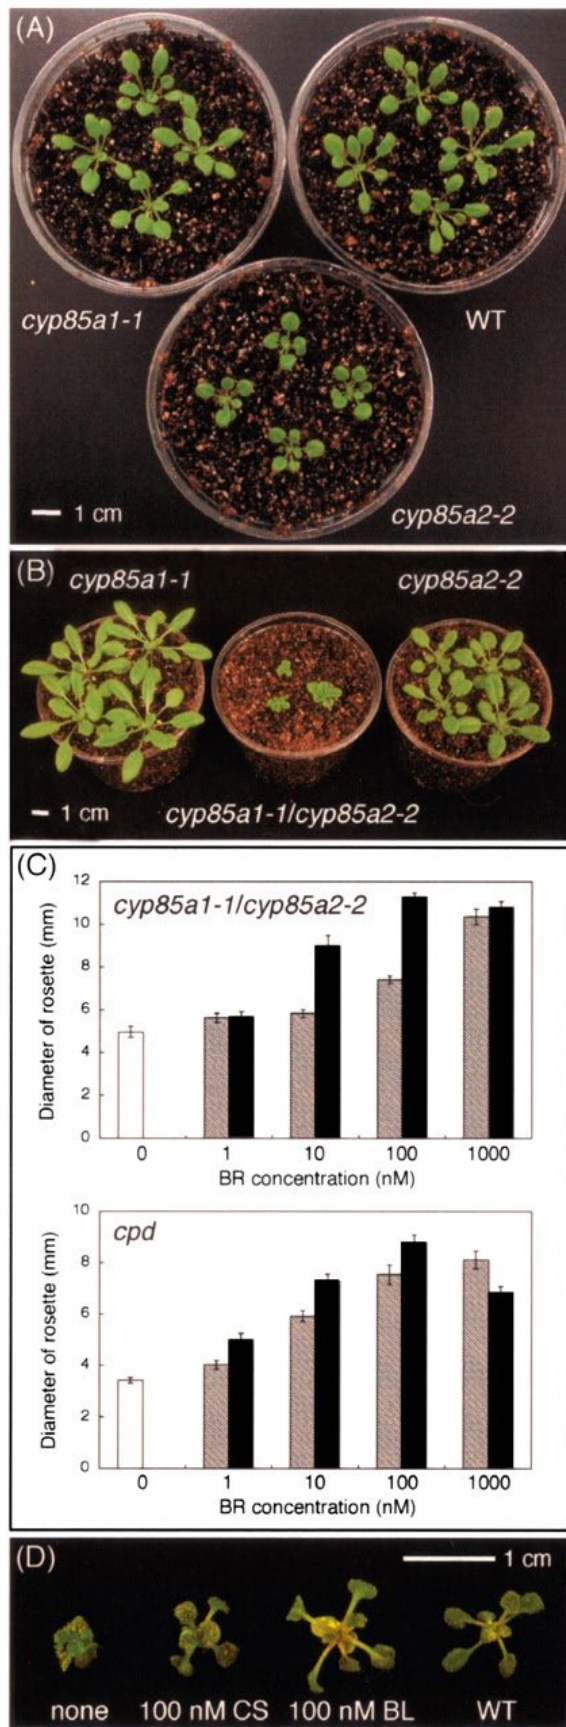 (A)
cyp85a1-1
WT
1 cm
cyp85a2-2
(B)
cyp85a1-1
cyp85a2-2
1 cm
cyp85a1-1/cyp85a2-2
(C)
12
10
8
6
4
2
0
Diameter of rosette (mm)
cyp85a1-1/cyp85a2-2
0 1 10 100 1000
BR concentration (nM)
10
8
6
4
2
0
Diameter of rosette (mm)
cpd
0 1 10 100 1000
BR concentration (nM)
(D)
1 cm
none 100 nM CS 100 nM BL WT